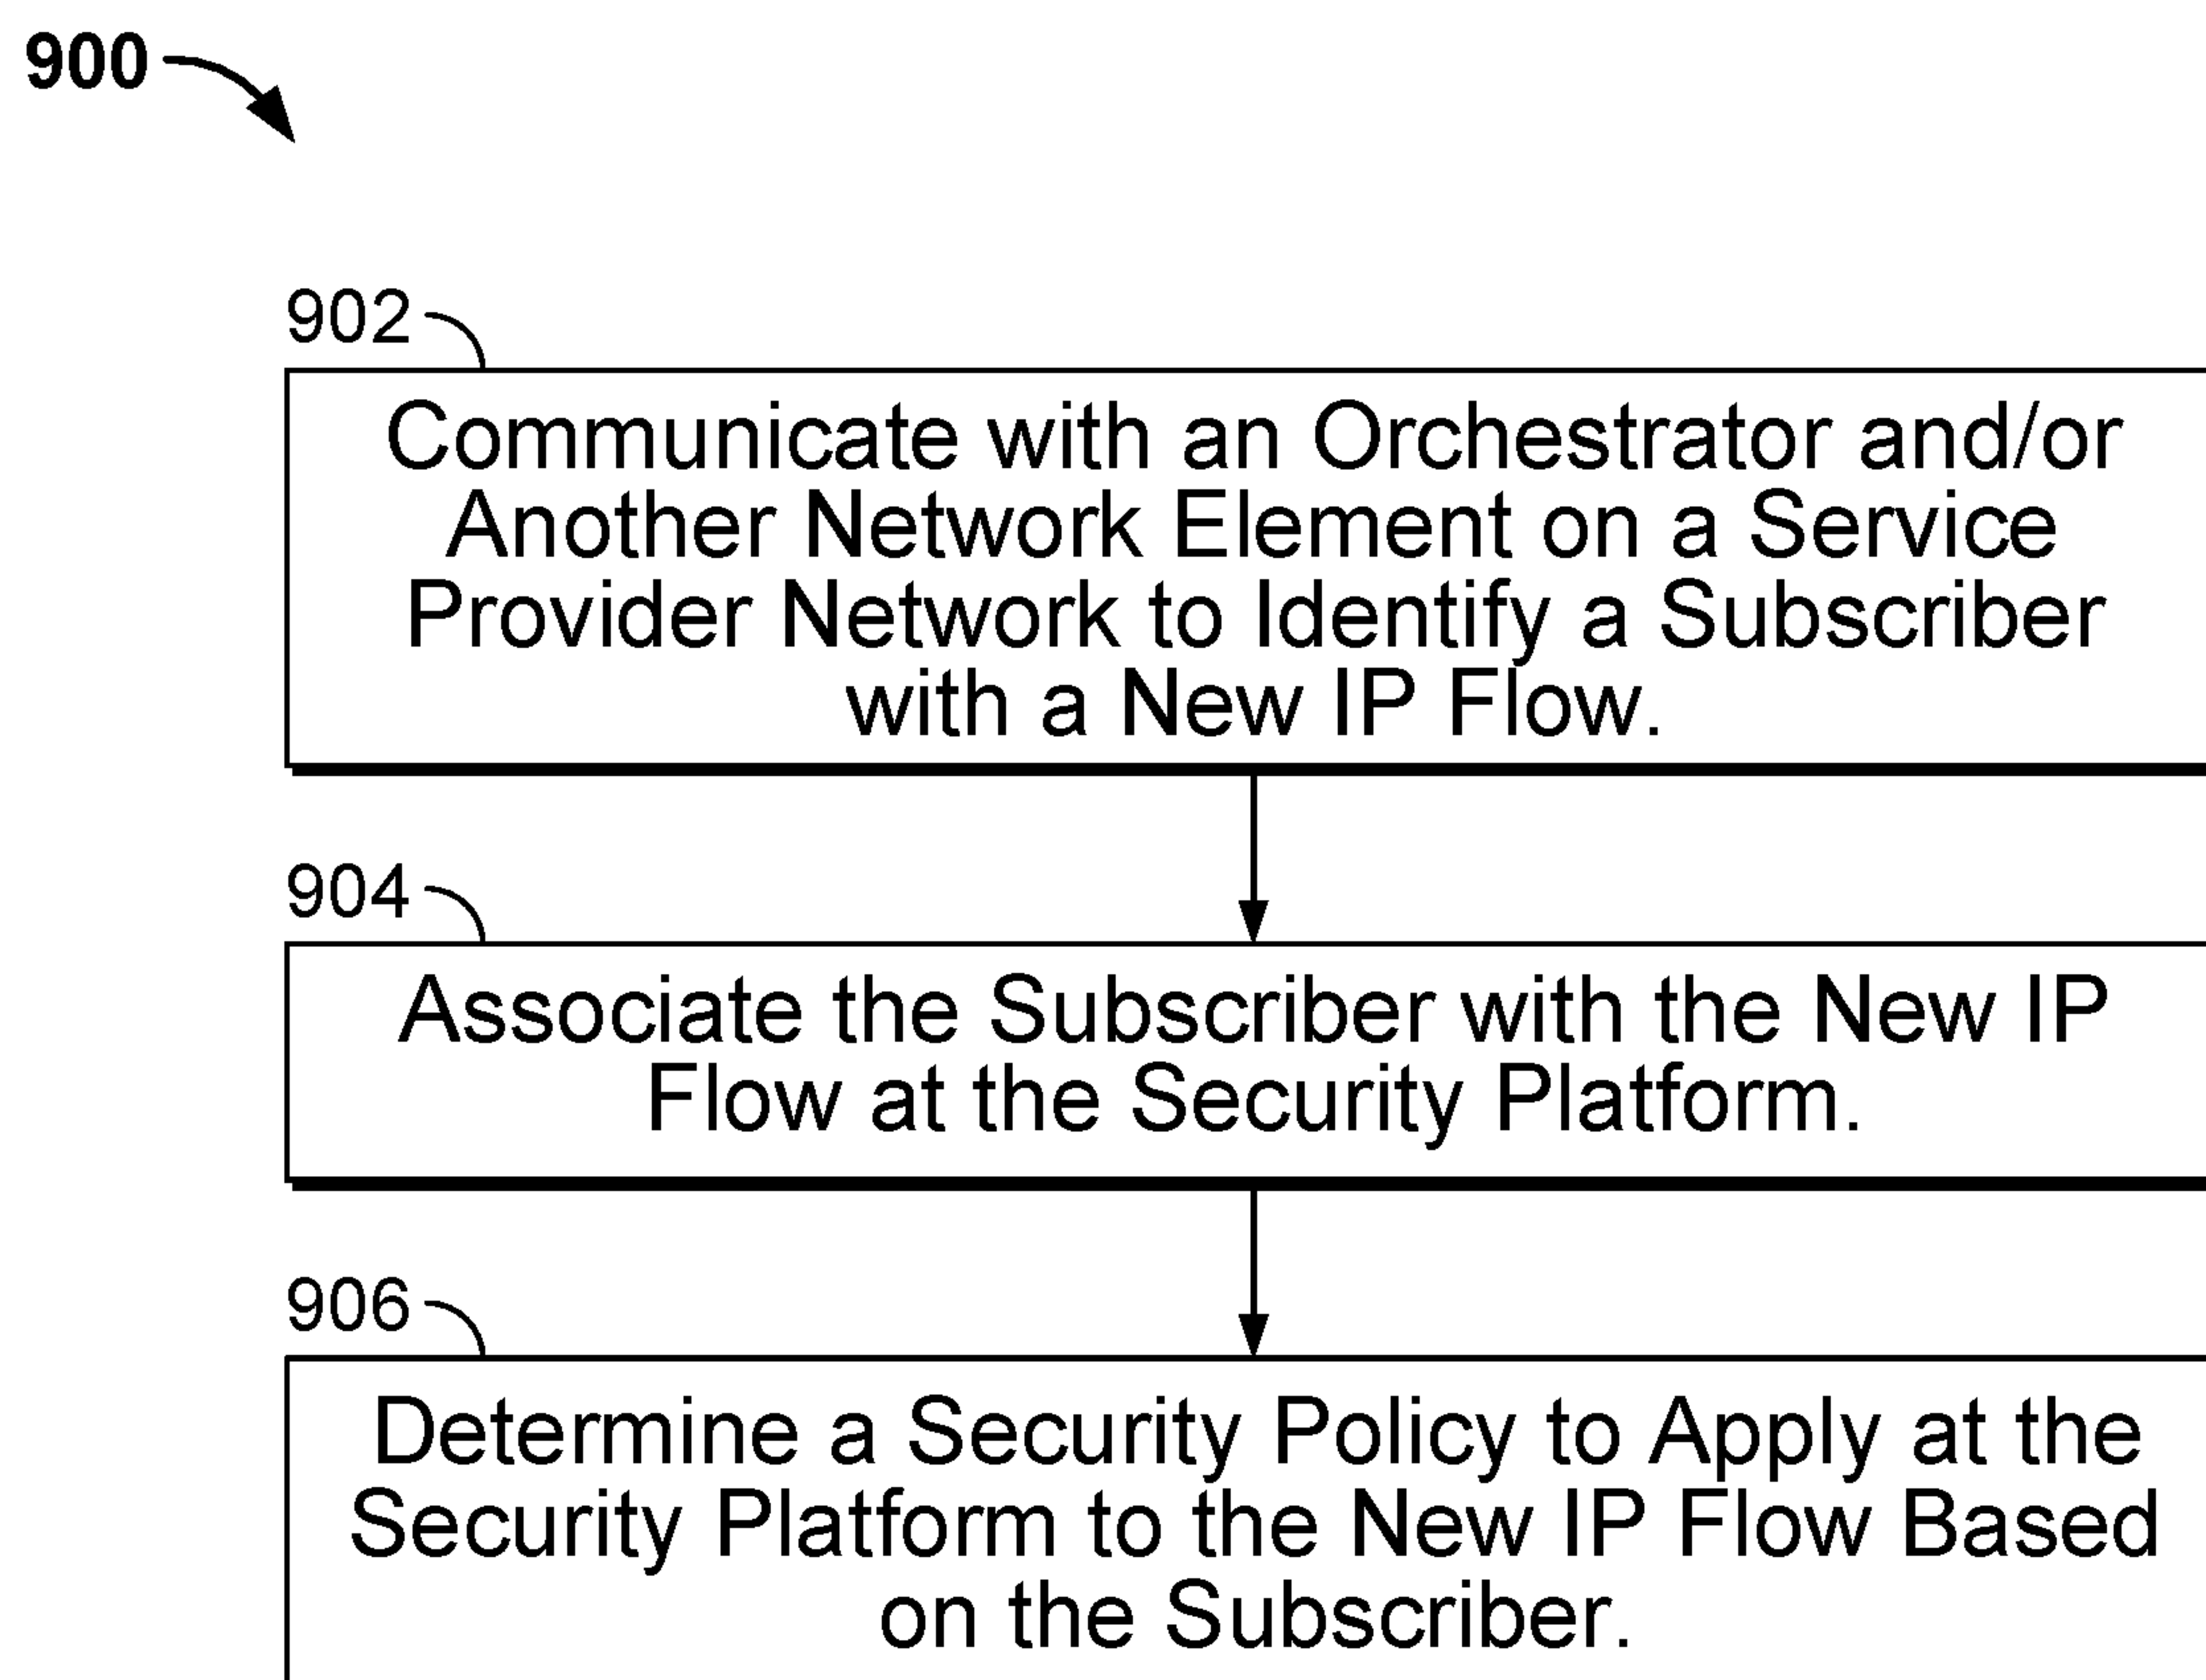 900
902
Communicate with an Orchestrator and/or
Another Network Element on a Service
Provider Network to Identify a Subscriber
with a New IP Flow.
904
Associate the Subscriber with the New IP
Flow at the Security Platform.
906
Determine a Security Policy to Apply at the
Security Platform to the New IP Flow Based
on the Subscriber.